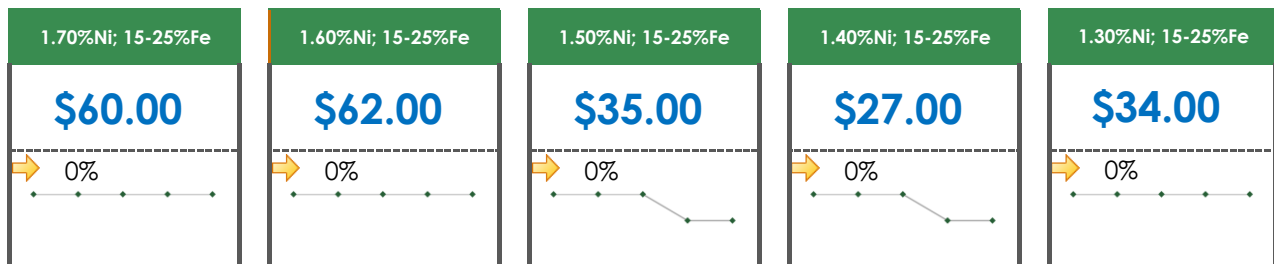 1.70%Ni; 15-25%Fe
$60.00
0%
1.60%Ni; 15-25%Fe
$62.00
0%
1.50%Ni; 15-25%Fe
$35.00
0%
1.40%Ni; 15-25%Fe
$27.00
0%
1.30%Ni; 15-25%Fe
$34.00
0%